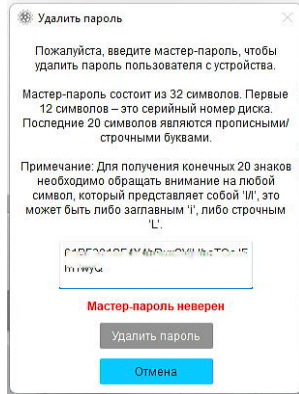 Удалить пароль
Пожалуйста, введите мастер-пароль, чтобы
удалить пароль пользователя с устройства.
Мастер-пароль состоит из 32 символов. Первые
12 символов – это серийный номер диска.
Последние 20 символов являются прописными/
строчными буквами.
Примечание: Для получения конечных 20 знаков
необходимо обращать внимание на любой
символ, который представляет собой 'I/l', это
может быть либо заглавным 'i', либо строчным
'L'.
Мастер-пароль неверен
Удалить пароль
Отмена